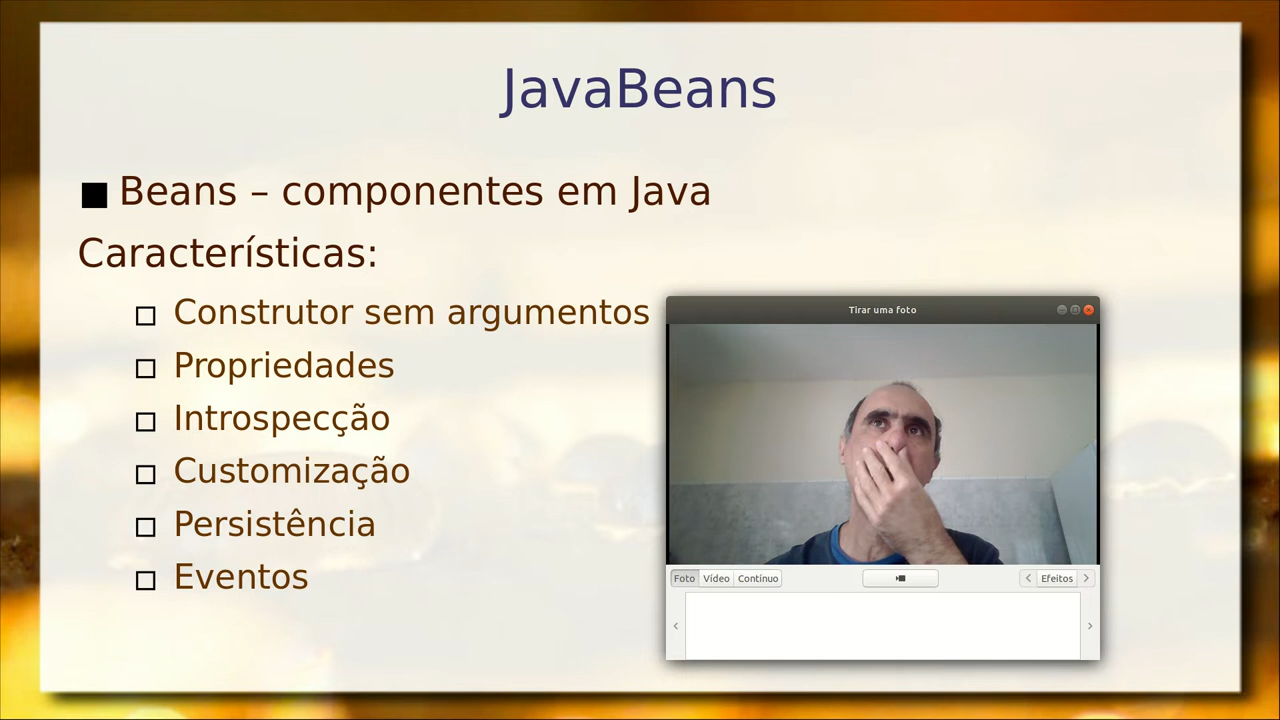 JavaBeans
Beans – componentes em Java
Características:
Construtor sem argumentos
Propriedades
Introspecção
Customização
Persistência
Eventos
Tirar uma foto
Foto Vídeo Contínuo Efeitos